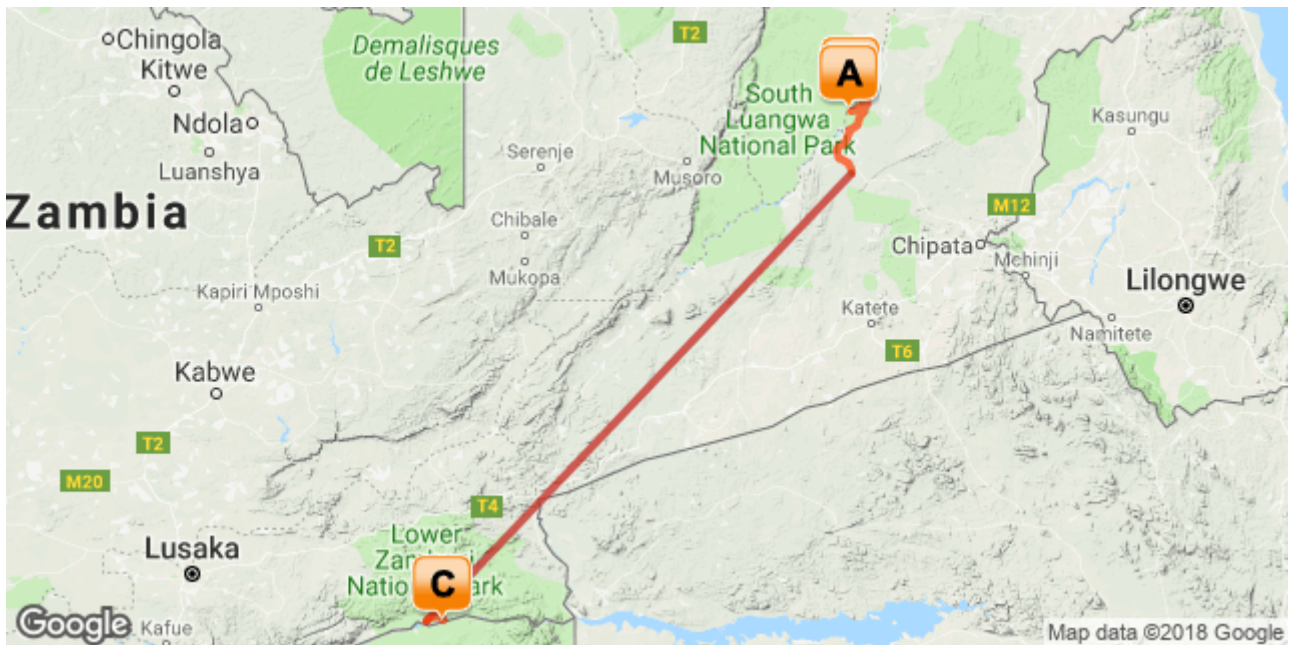 Chingola
Kitwe
Ndola
Luanshya
Zambia
Demalisques
de Leshwe
T2
South
Luangwa
National Park
A
Kasungu
Serenje
Musoro
Chibale
Mukopa
T2
M12
Chipata
Mchinji
Lilongwe
Namitete
Kapiri Mposhi
Katete
T6
Kabwe
T2
M20
T4
Lower
National Park
C
Lusaka
Kafue
Google
Map data ©2018 Google